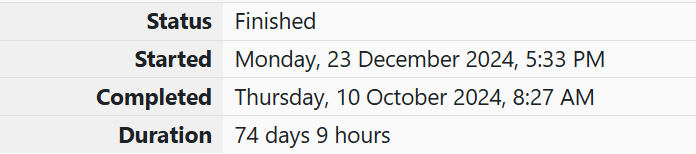 Status Finished
Started Monday, 23 December 2024, 5:33 PM
Completed Thursday, 10 October 2024, 8:27 AM
Duration 74 days 9 hours